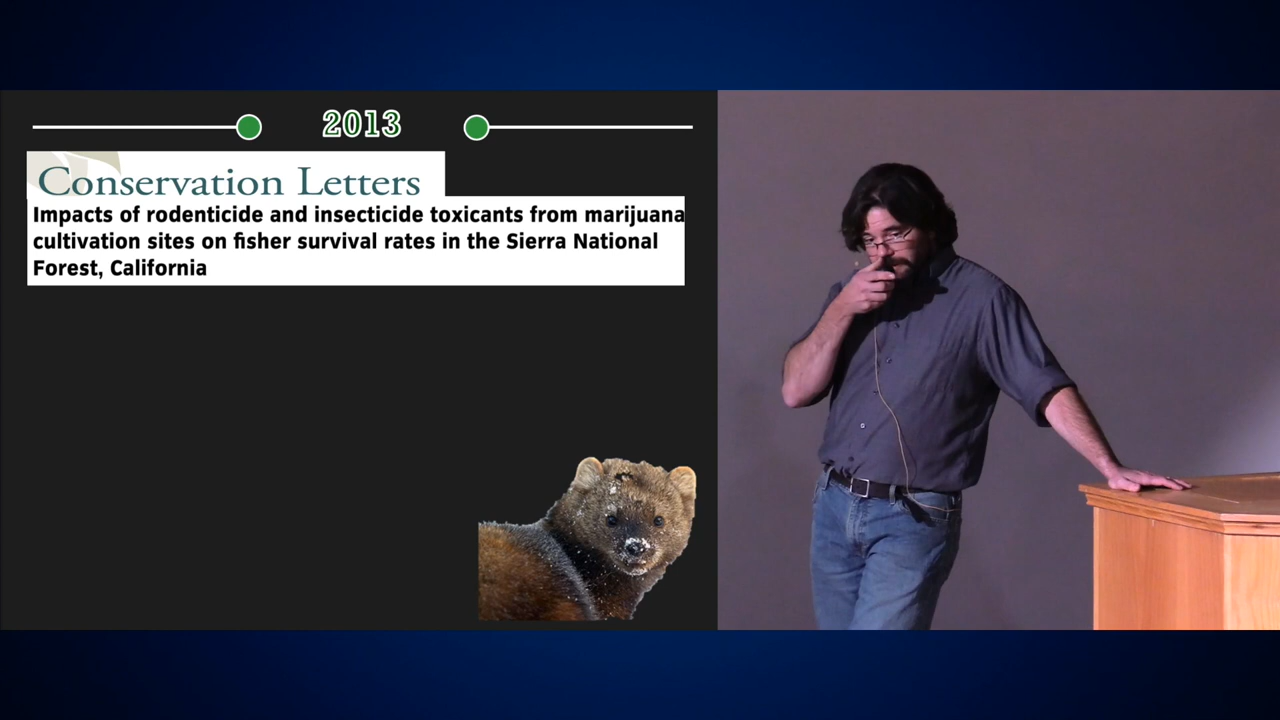 2013
Conservation Letters
Impacts of rodenticide and insecticide toxicants from marijuana
cultivation sites on fisher survival rates in the Sierra National
Forest, California